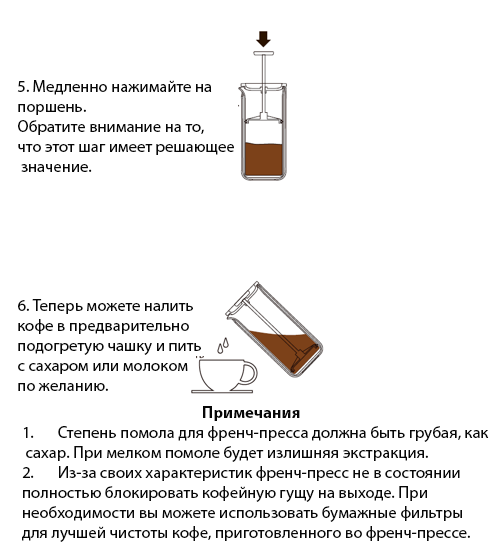 5. Медленно нажимайте на
поршень.
Обратите внимание на то,
что этот шаг имеет решающее
значение.
6. Теперь можете налить
кофе в предварительно
подогретую чашку и пить
с сахаром или молоком
по желанию.
Примечания
1. Степень помола для френч-пресса должна быть грубая, как
сахар. При мелком помоле будет излишняя экстракция.
2. Из-за своих характеристик френч-пресс не в состоянии
полностью блокировать кофейную гущу на выходе. При
необходимости вы можете использовать бумажные фильтры
для лучшей чистоты кофе, приготовленного во френч-прессе.